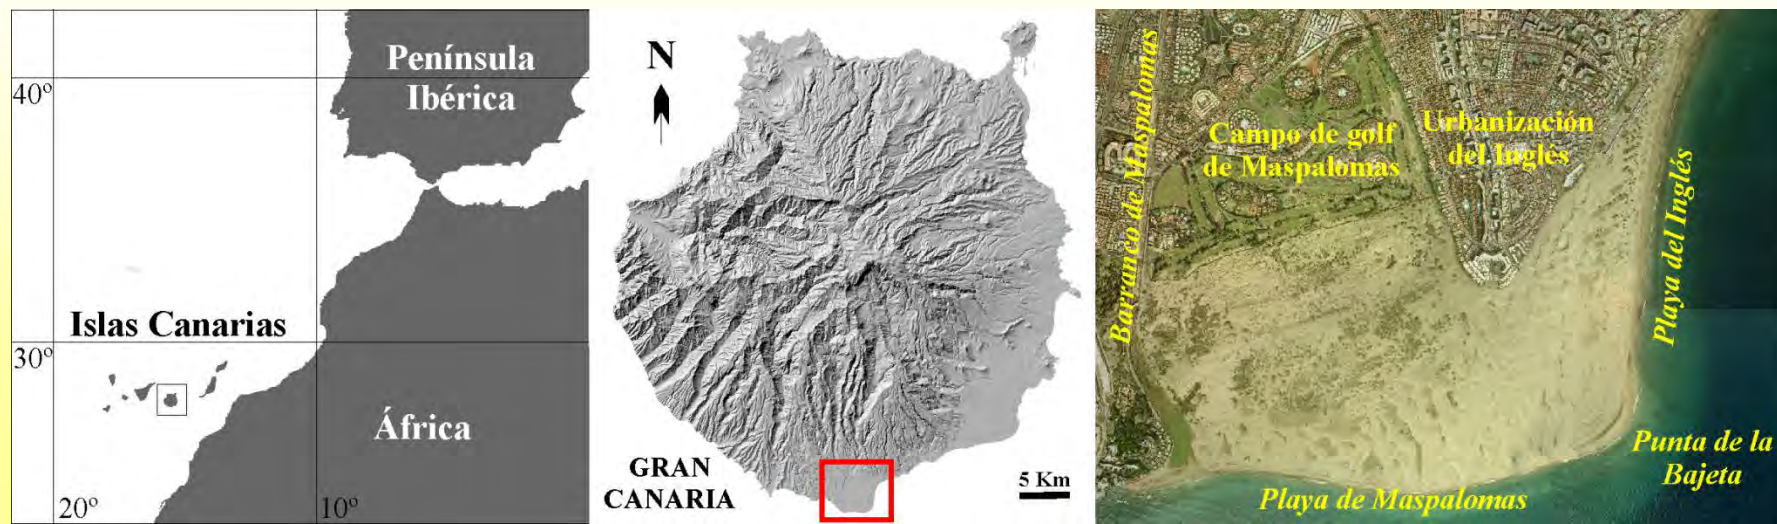 Península
Ibérica
40º
Islas Canarias
30º
África
20º
10º
N
GRAN
CANARIA
5 Km
Barranco de Maspalomas
Campo de golf
de Maspalomas
Urbanización
del Inglés
Playa del Inglés
Punta de la
Bajeta
Playa de Maspalomas